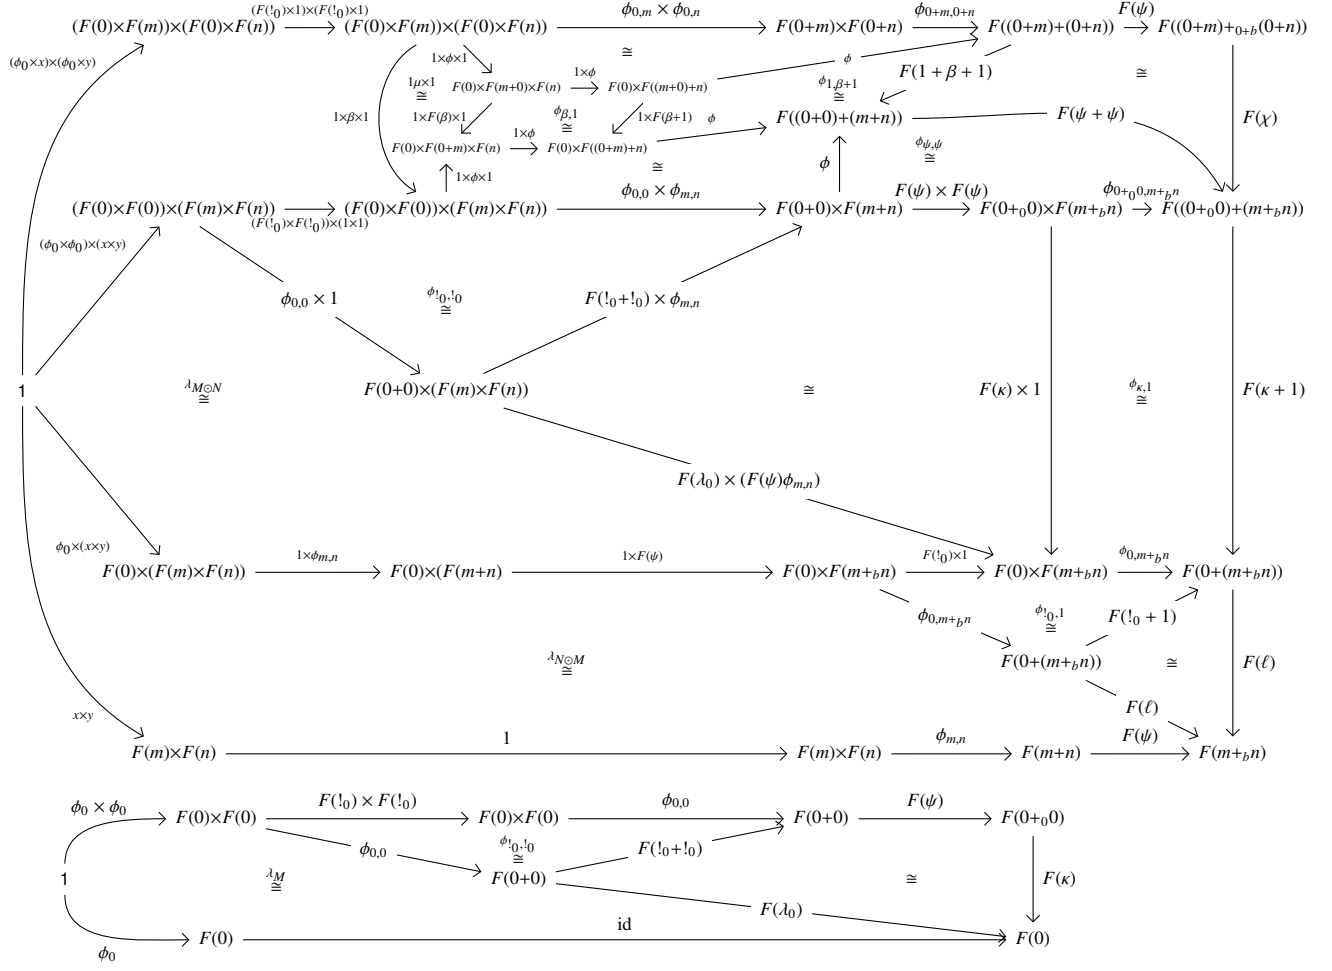 (F(0)×F(m))×(F(0)×F(n)) (F(!₀)×1)×(F(!₀)×1) (F(0)×F(m))×(F(0)×F(n)) ϕ₀,ₘ × ϕ₀,ₙ F(0+m)×F(0+n) ϕ₀₊ₘ,₀₊ₙ F((0+m)+(0+n)) F(ψ) F((0+m)+₀₊b(0+n))
(ϕ₀×x)×(ϕ₀×y) 1×ϕ×1 ≅ ϕ
1μ×1 ≅ F(0)×F(m+0)×F(n) 1×ϕ F(0)×F((m+0)+n) ϕ₁,β₊₁ ≅ F(1 + β + 1) ≅
1×β×1 1×F(β)×1 ϕβ,₁ ≅ 1×F(β+1) ϕ F((0+0)+(m+n)) F(ψ + ψ) F(χ)
F(0)×F(0+m)×F(n) 1×ϕ F(0)×F((0+m)+n) ϕψ,ψ ≅
1×ϕ×1 ≅ ϕ
(F(0)×F(0))×(F(m)×F(n)) (F(!₀)×F(!₀))×(1×1) (F(0)×F(0))×(F(m)×F(n)) ϕ₀,₀ × ϕₘ,ₙ F(0+0)×F(m+n) F(ψ) × F(ψ) F(0+₀0)×F(m+bn) ϕ₀₊₀₀,ₘ₊bₙ F((0+₀0)+(m+bn))
(ϕ₀×ϕ₀)×(x×y)
ϕ₀,₀ × 1 ϕ!₀,!₀ ≅ F(!₀+!₀) × ϕₘ,ₙ
1 λM⊙N ≅ F(0+0)×(F(m)×F(n)) ≅ F(κ) × 1 ϕκ,₁ ≅ F(κ + 1)
F(λ₀) × (F(ψ)ϕₘ,ₙ)
ϕ₀×(x×y) F(0)×(F(m)×F(n)) 1×ϕₘ,ₙ F(0)×(F(m+n) 1×F(ψ) F(0)×F(m+bn) F(!₀)×1 F(0)×F(m+bn) ϕ₀,ₘ₊bₙ F(0+(m+bn))
ϕ₀,ₘ₊bₙ ϕ!₀,₁ ≅ F(!₀ + 1)
λN⊙M ≅ F(0+(m+bn)) ≅ F(ℓ)
x×y F(ℓ)
F(m)×F(n) 1 F(m)×F(n) ϕₘ,ₙ F(m+n) F(ψ) F(m+bn)
ϕ₀ × ϕ₀ F(0)×F(0) F(!₀) × F(!₀) F(0)×F(0) ϕ₀,₀ F(0+0) F(ψ) F(0+₀0)
ϕ₀,₀ ϕ!₀,!₀ ≅ F(!₀+!₀)
1 λM ≅ F(0+0) ≅ F(κ)
F(λ₀)
ϕ₀ F(0) id F(0)